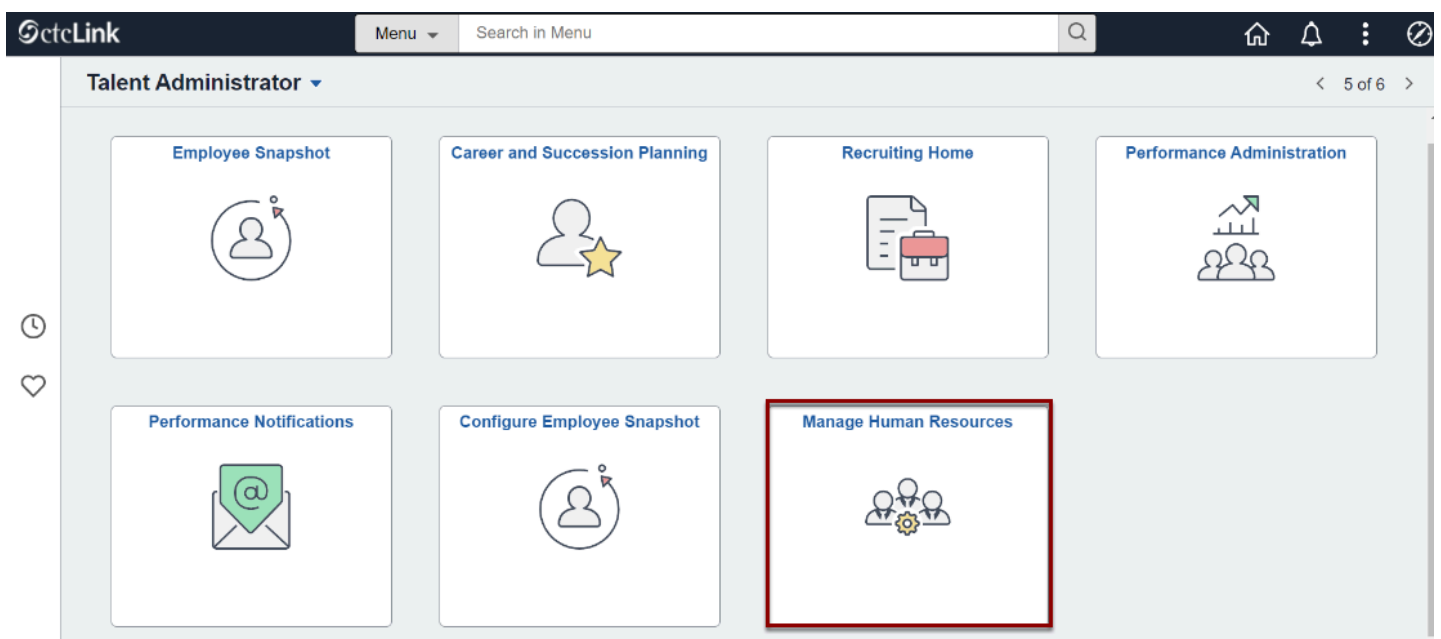 ctcLink
Menu
Search in Menu
Talent Administrator
5 of 6
Employee Snapshot
Career and Succession Planning
Recruiting Home
Performance Administration
Performance Notifications
@
Configure Employee Snapshot
Manage Human Resources